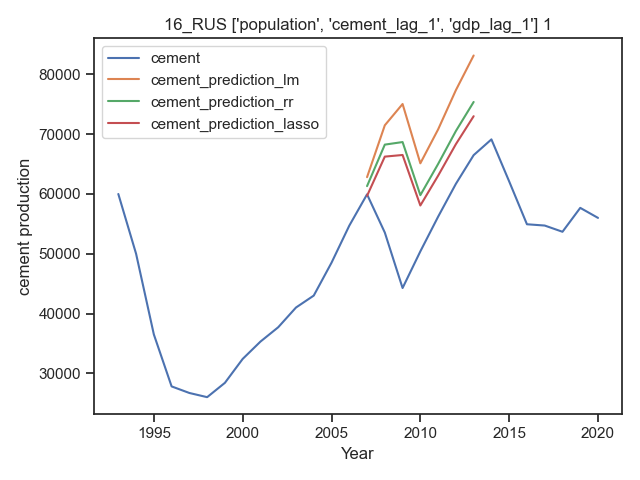 16_RUS ['population', 'cement_lag_1', 'gdp_lag_1'] 1
cement
cement_prediction_lm
cement_prediction_rr
cement_prediction_lasso
80000
70000
60000
50000
40000
30000
cement production
1995
2000
2005
2010
2015
2020
Year